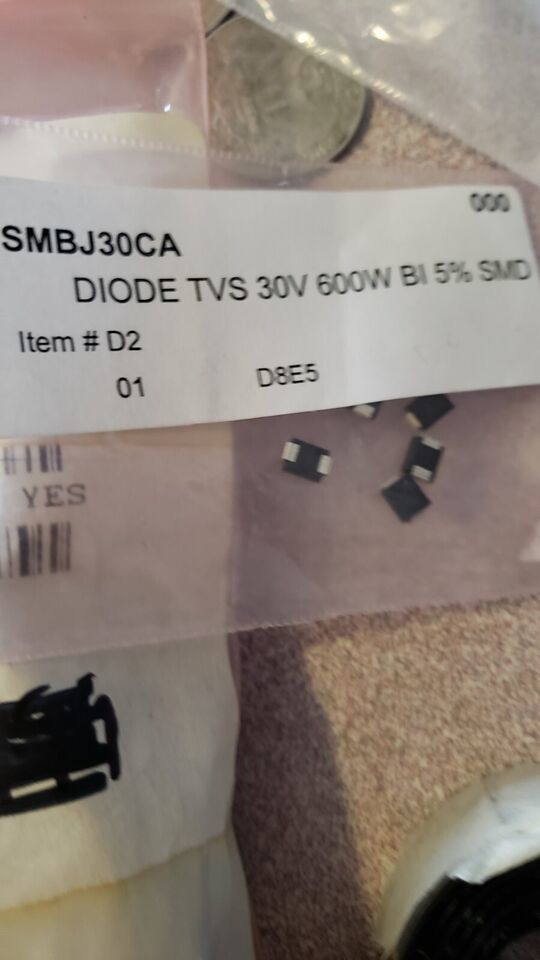 000
SMBJ30CA
DIODE TVS 30V 600W BI 5% SMD
Item # D2
01 D8E5
YES